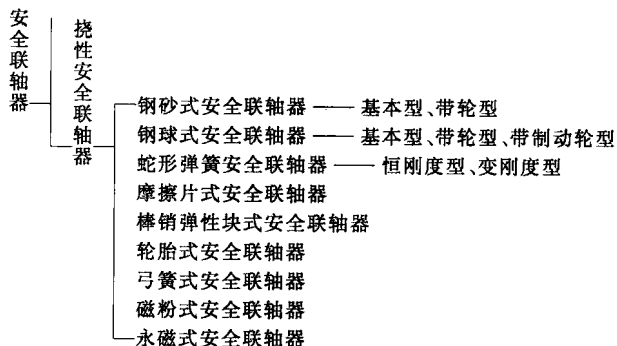 安全联轴器
挠性安全联轴器
钢砂式安全联轴器 —— 基本型、带轮型
钢球式安全联轴器 —— 基本型、带轮型、带制动轮型
蛇形弹簧安全联轴器 —— 恒刚度型、变刚度型
摩擦片式安全联轴器
棒销弹性块式安全联轴器
轮胎式安全联轴器
弓簧式安全联轴器
磁粉式安全联轴器
永磁式安全联轴器